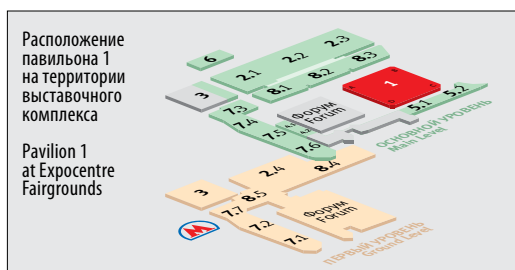 Расположение
павильона 1
на территории
выставочного
комплекса
Pavilion 1
at Expocentre
Fairgrounds
6
2.1 2.2 2.3
8.1 8.2 8.3
3
7.3
7.4
7.5
7.6
Форум
Forum
A
B
C
1
5.1 5.2
ОСНОВНОЙ УРОВЕНЬ
Main Level
3
2.4 8.4
8.5
7.7
7.2
7.1
Форум
Forum
М
ПЕРВЫЙ УРОВЕНЬ
Ground Level